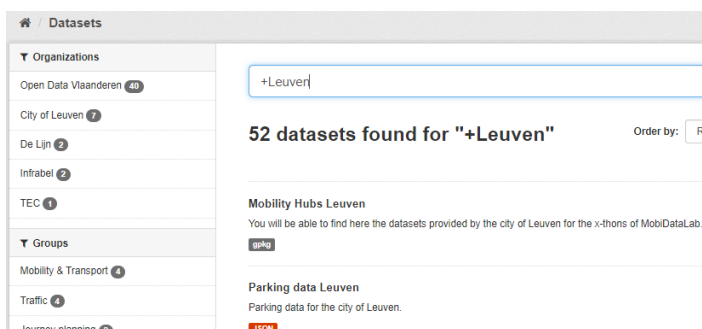 / Datasets
Organizations
Open Data Vlaanderen 40
City of Leuven 7
De Lijn 2
Infrabel 2
TEC 1
Groups
Mobility & Transport 4
Traffic 4
Journey planning
+Leuven
52 datasets found for "+Leuven"
Order by: R
Mobility Hubs Leuven
You will be able to find here the datasets provided by the city of Leuven for the x-thons of MobiDataLab.
gpkg
Parking data Leuven
Parking data for the city of Leuven.
JSON